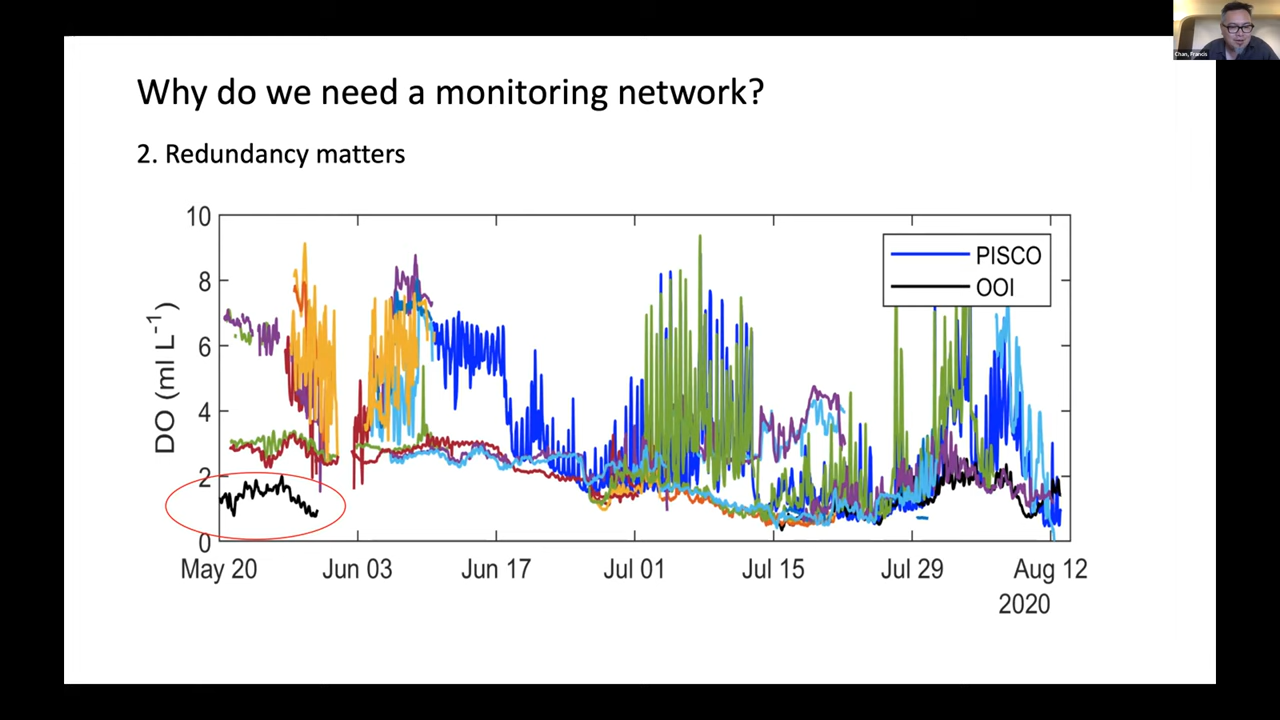 Chan, Francis
Why do we need a monitoring network?
2. Redundancy matters
DO (ml L⁻¹)
10
8
6
4
2
0
PISCO
OOI
May 20 Jun 03 Jun 17 Jul 01 Jul 15 Jul 29 Aug 12
2020